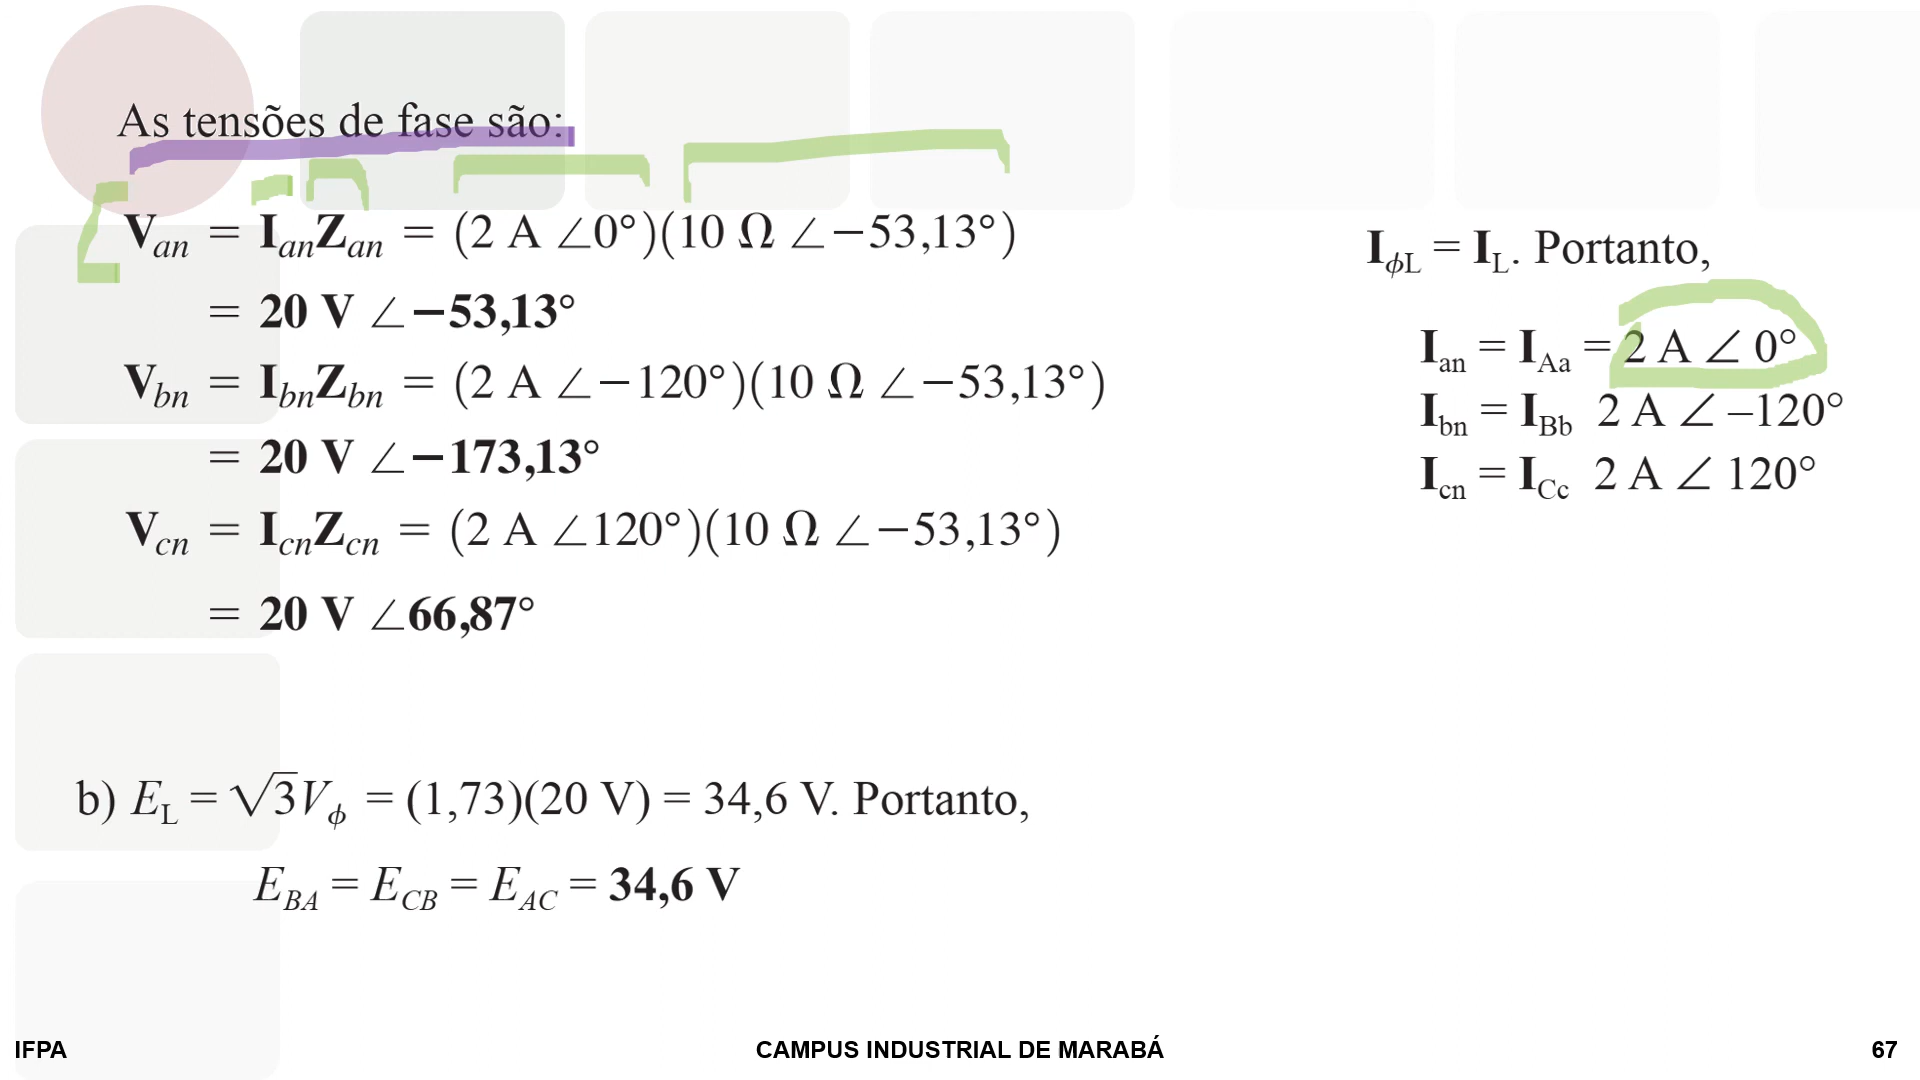 As tensões de fase são:
V_an = I_an Z_an = (2 A ∠0°)(10 Ω ∠−53,13°)
= 20 V ∠−53,13°
V_bn = I_bn Z_bn = (2 A ∠−120°)(10 Ω ∠−53,13°)
= 20 V ∠−173,13°
V_cn = I_cn Z_cn = (2 A ∠120°)(10 Ω ∠−53,13°)
= 20 V ∠66,87°
I_ϕL = I_L. Portanto,
I_an = I_Aa = 2 A ∠ 0°
I_bn = I_Bb 2 A ∠ –120°
I_cn = I_Cc 2 A ∠ 120°
b) E_L = √3V_ϕ = (1,73)(20 V) = 34,6 V. Portanto,
E_BA = E_CB = E_AC = 34,6 V
IFPA CAMPUS INDUSTRIAL DE MARABÁ 67